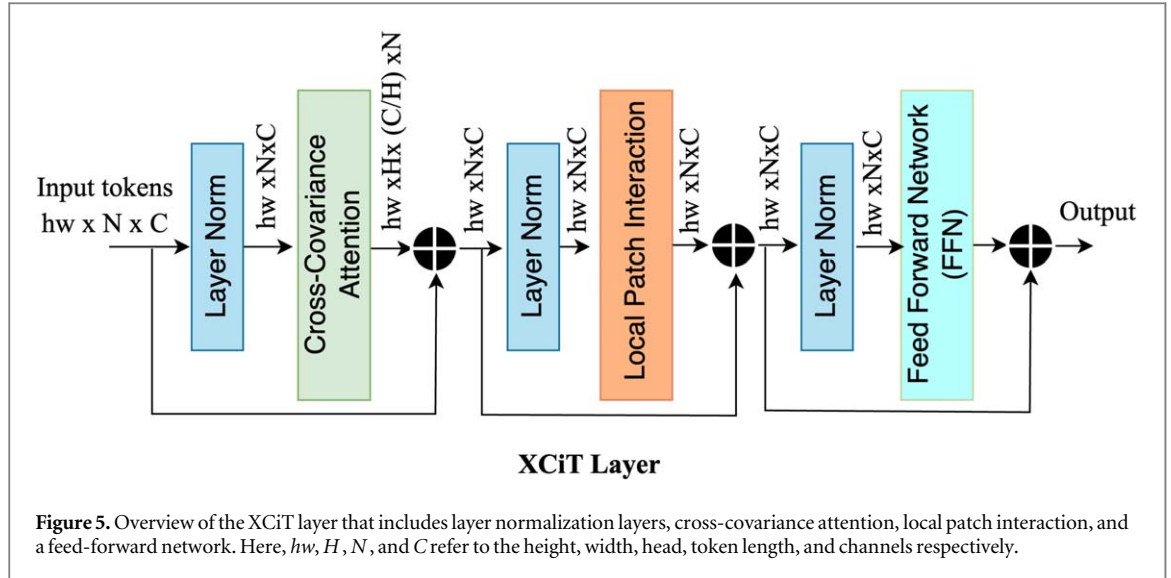 Input tokens
hw x N x C
Layer Norm
hw xNxC
Cross-Covariance
Attention
hw xHx (C/H) xN
hw xNxC
Layer Norm
hw xNxC
Local Patch Interaction
hw xNxC
hw xNxC
Layer Norm
hw xNxC
Feed Forward Network
(FFN)
Output
XCiT Layer
Figure 5. Overview of the XCiT layer that includes layer normalization layers, cross-covariance attention, local patch interaction, and
a feed-forward network. Here, hw, H, N, and C refer to the height, width, head, token length, and channels respectively.